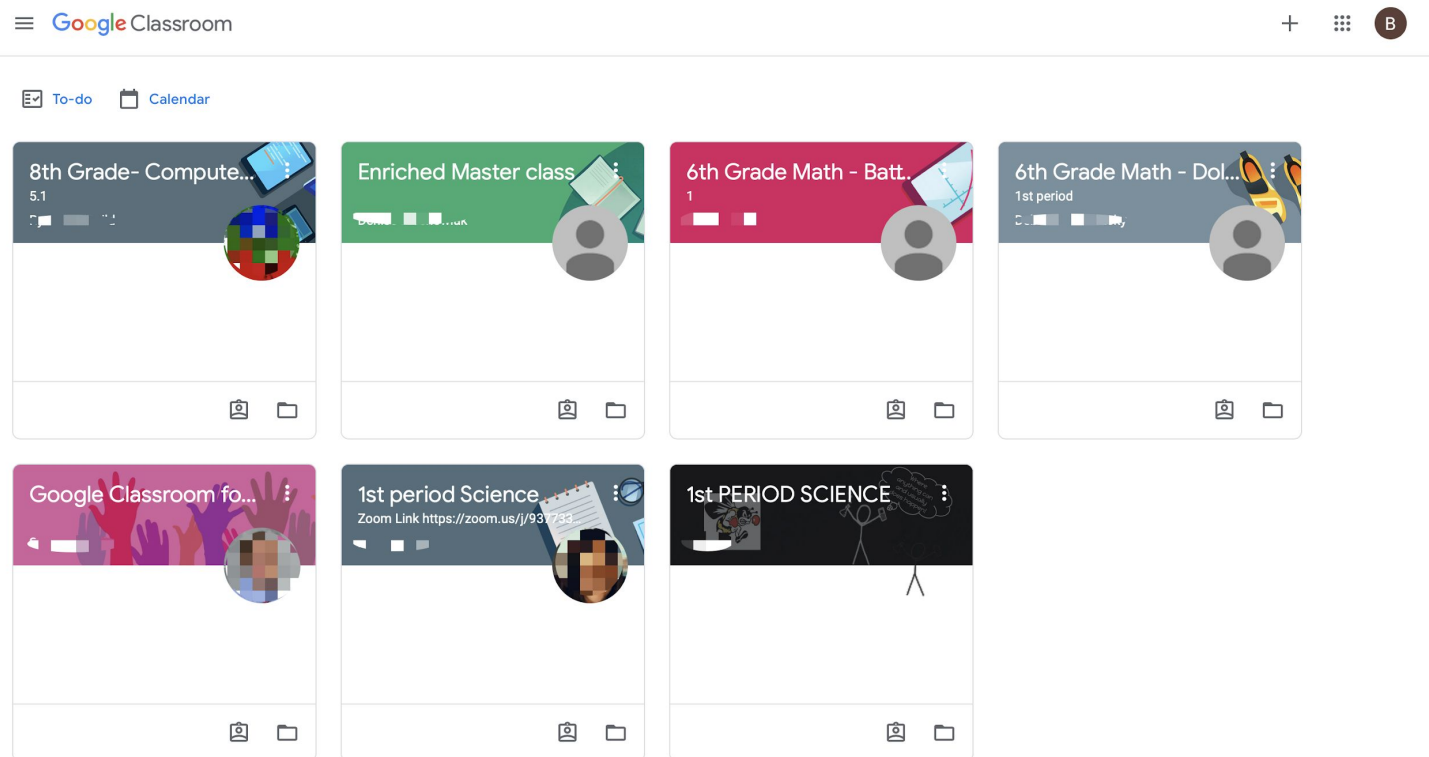 Google Classroom
B
To-do
Calendar
8th Grade- Compute...
5.1
Enriched Master class
6th Grade Math - Batt..
1
6th Grade Math - Dol...
1st period
Google Classroom fo...
1st period Science
Zoom Link https://zoom.us/j/937733...
1st PERIOD SCIENCE